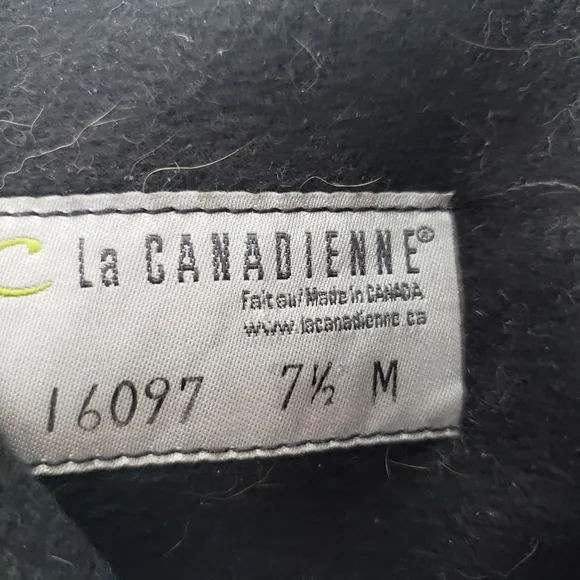 La CANADIENNE®
Fait au/Made in CANADA
www.lacanadienne.ca
16097 7½ M